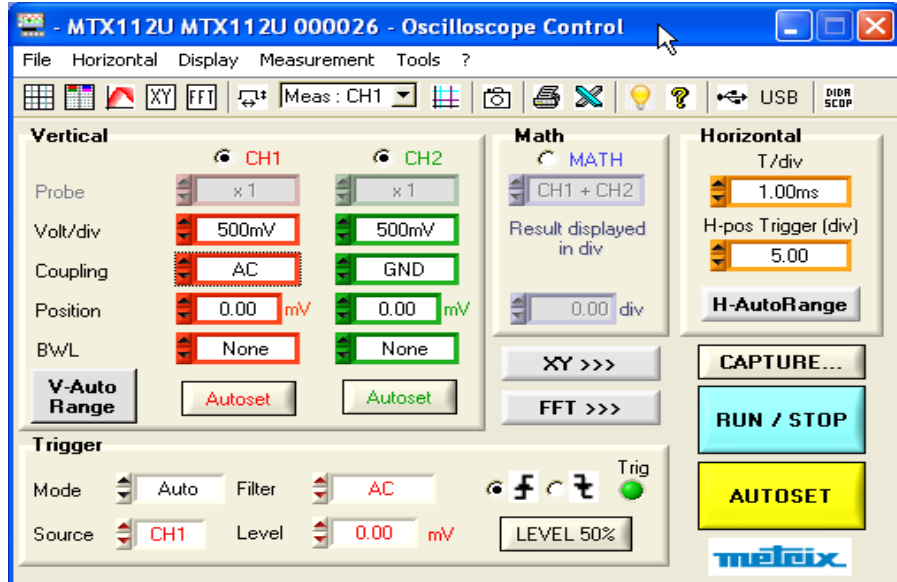 - MTX112U MTX112U 000026 - Oscilloscope Control
File Horizontal Display Measurement Tools ?
XY FFT Meas : CH1 USB DIDA SCOP
Vertical
CH1 CH2
Probe x 1 x 1
Volt/div 500mV 500mV
Coupling AC GND
Position 0.00 mV 0.00 mV
BWL None None
V-Auto Range
Autoset Autoset
Math
MATH
CH1 + CH2
Result displayed
in div
0.00 div
XY >>>
FFT >>>
Horizontal
T/div
1.00ms
H-pos Trigger (div)
5.00
H-AutoRange
CAPTURE...
RUN / STOP
AUTOSET
metrix
Trigger
Mode Auto Filter AC Trig
Source CH1 Level 0.00 mV LEVEL 50%